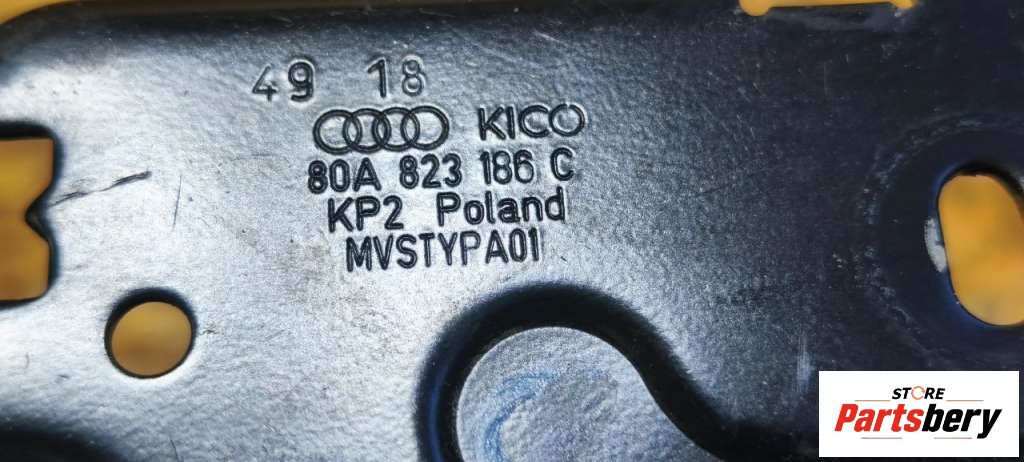 49 18
KICO
80A 823 186 C
KP2 Poland
MVSTYPA01
STORE
Partsbery